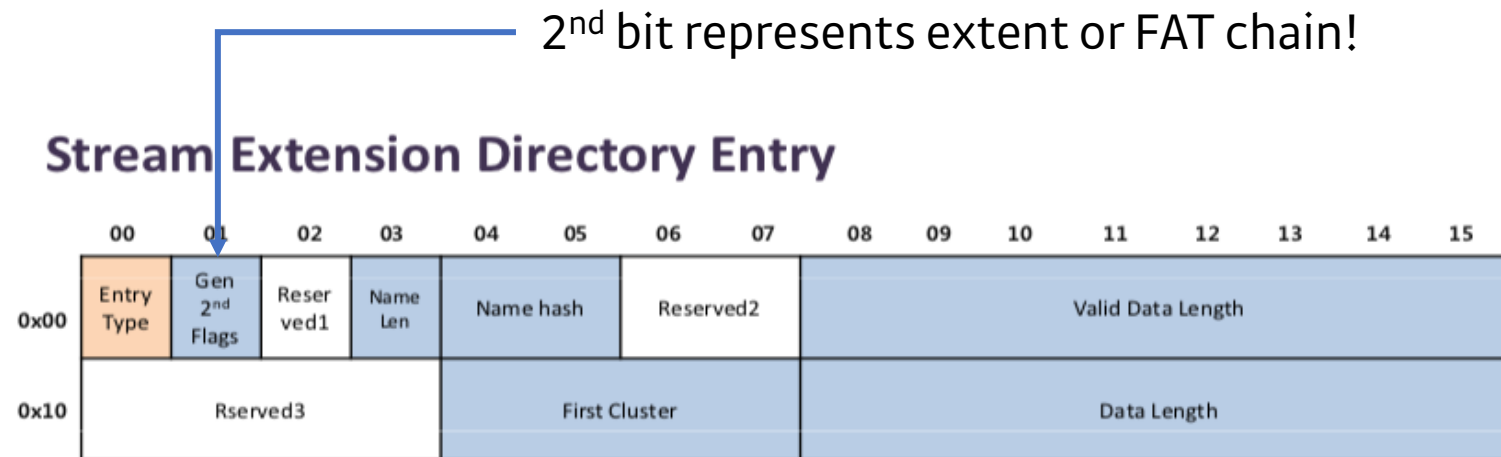 2nd bit represents extent or FAT chain!
Stream Extension Directory Entry
00 01 02 03 04 05 06 07 08 09 10 11 12 13 14 15
0x00
Entry
Type
Gen
2nd
Flags
Reser
ved1
Name
Len
Name hash
Reserved2
Valid Data Length
0x10
Rserved3
First Cluster
Data Length